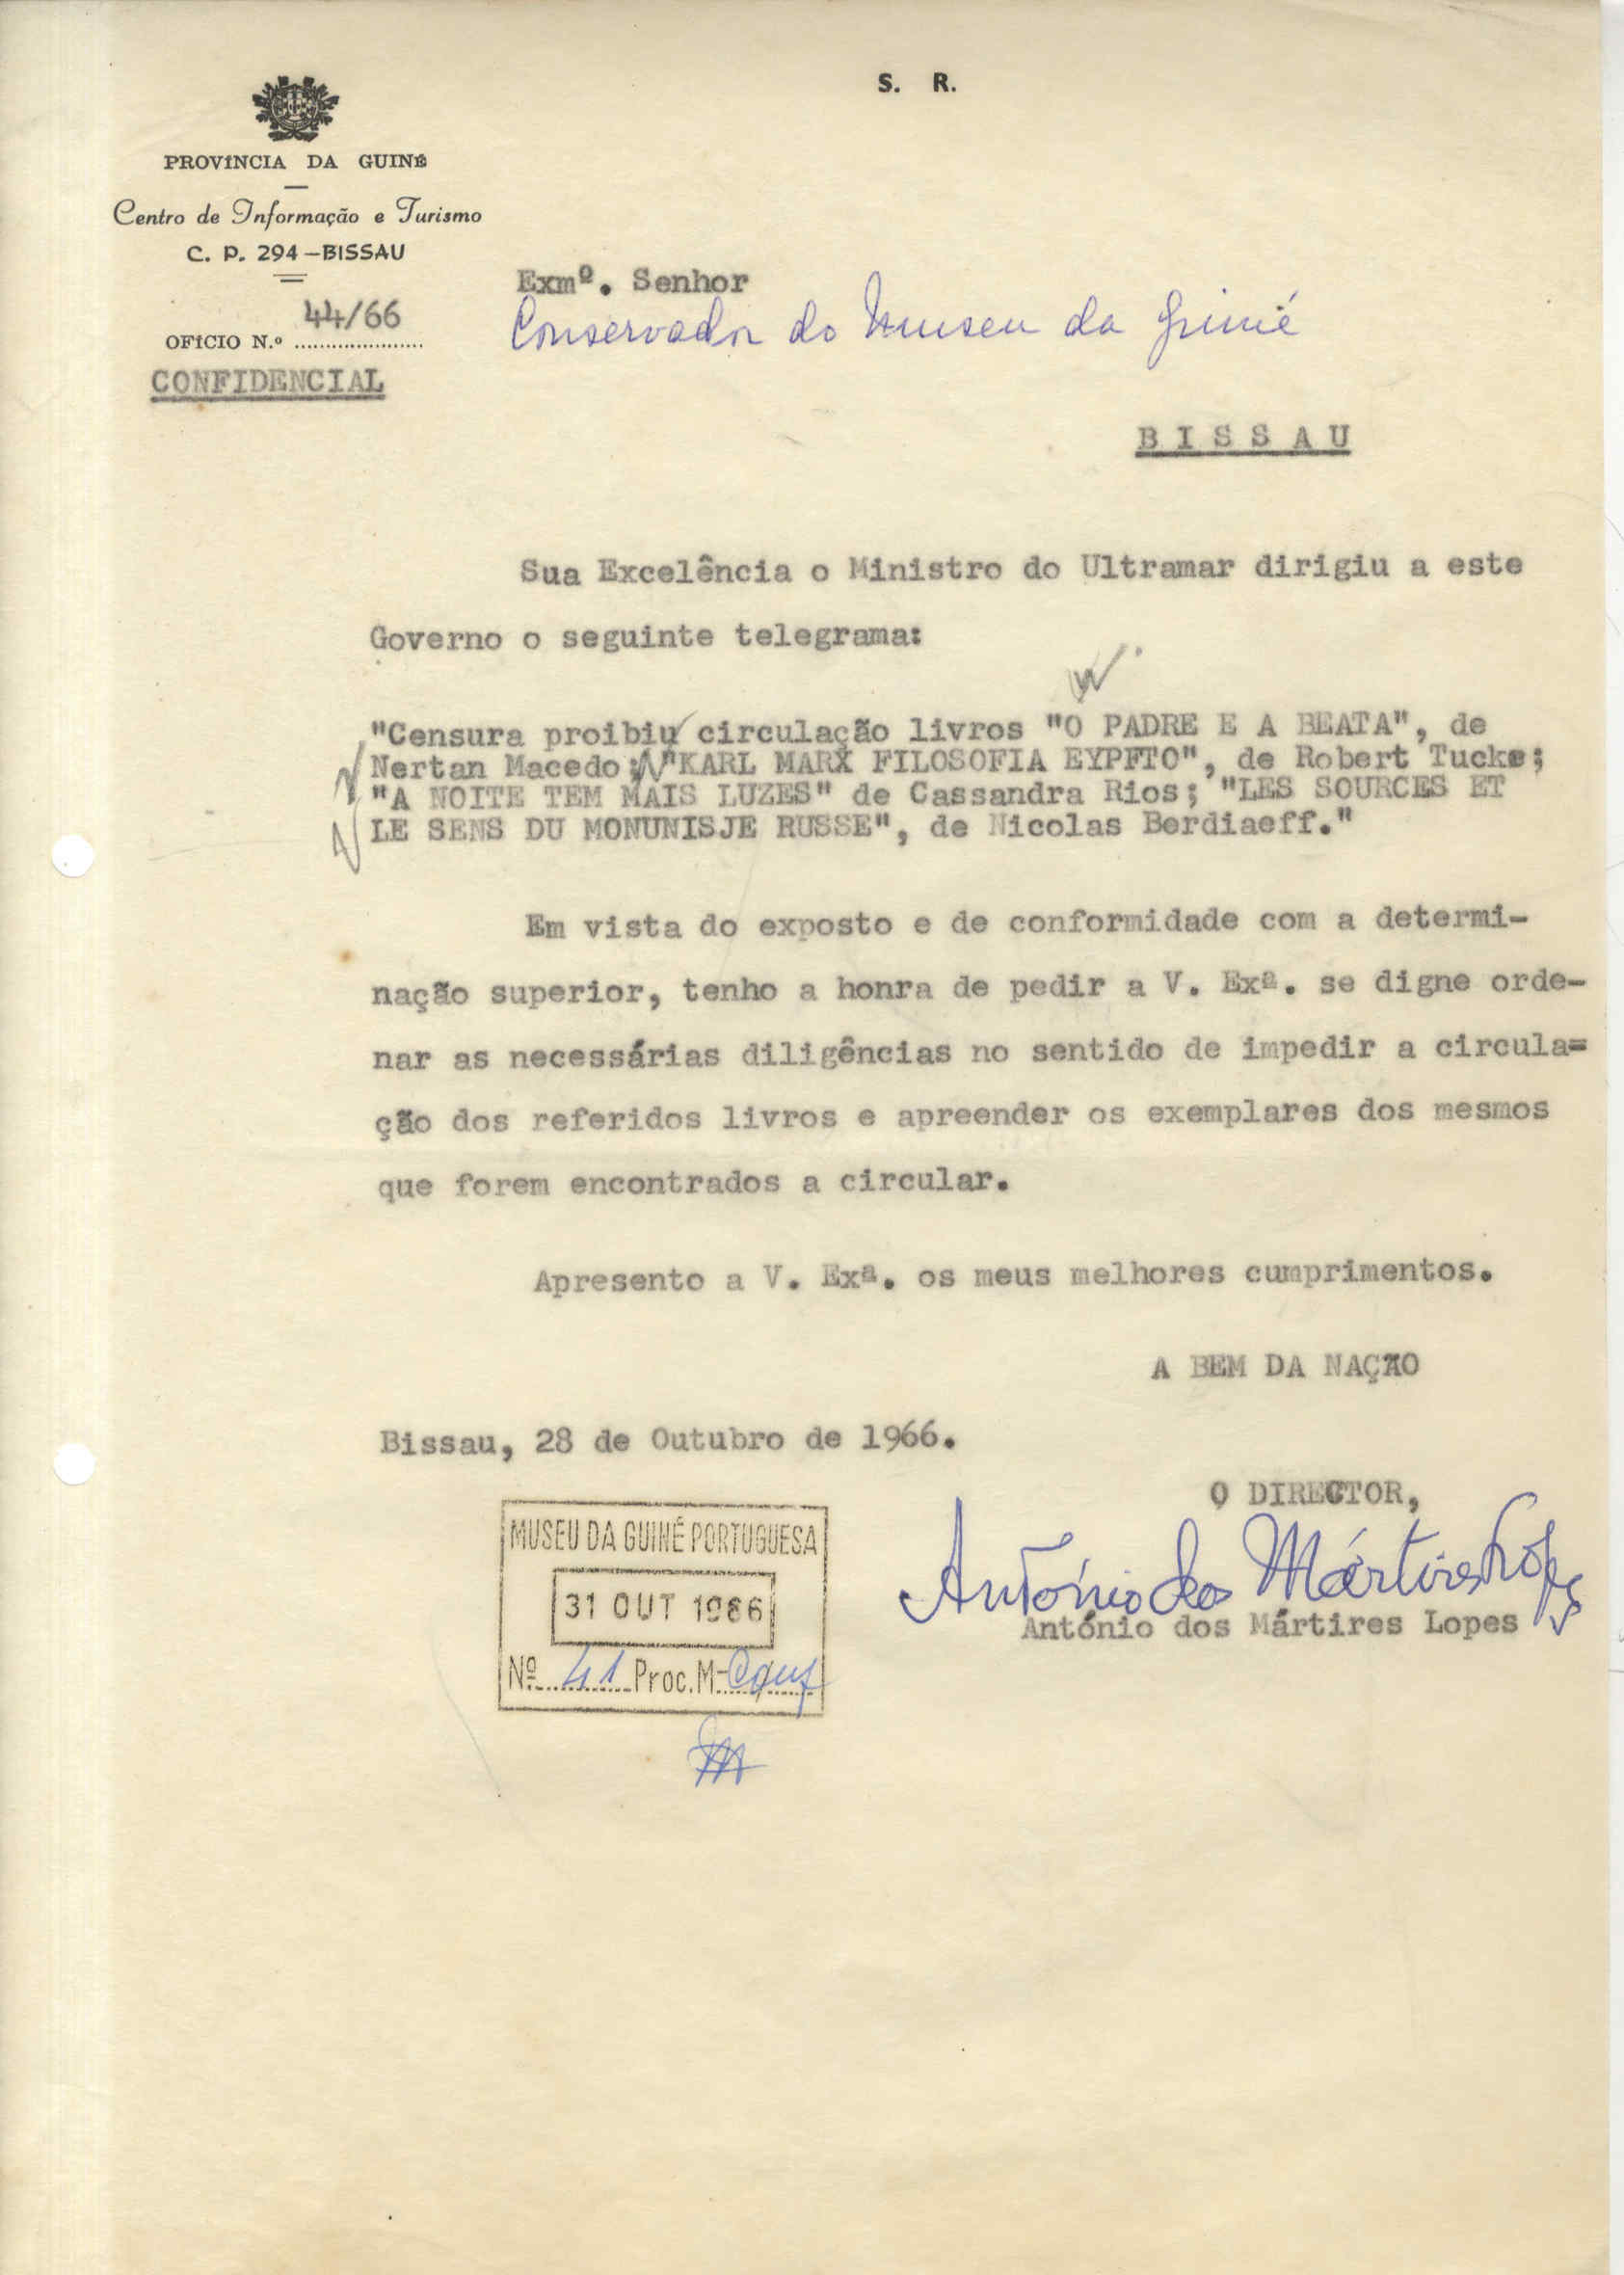 S. R.
PROVÍNCIA DA GUINÉ
Centro de Informação e Turismo
C. P. 294 — BISSAU
44/66
OFÍCIO N.º ....................
CONFIDENCIAL
Exmº. Senhor
Conservador do Museu da Guiné
BISSAU
Sua Excelência o Ministro do Ultramar dirigiu a este
Governo o seguinte telegrama:
"Censura proibiu circulação livros "O PADRE E A BEATA", de
Nertan Macedo; "KARL MARX FILOSOFIA EYPFTO", de Robert Tucke;
"A NOITE TEM MAIS LUZES" de Cassandra Rios; "LES SOURCES ET
LE SENS DU MONUNISJE RUSSE", de Nicolas Berdiaeff."
Em vista do exposto e de conformidade com a determi-
nação superior, tenho a honra de pedir a V. Exª. se digne orde-
nar as necessárias diligências no sentido de impedir a circula=
ção dos referidos livros e apreender os exemplares dos mesmos
que forem encontrados a circular.
Apresento a V. Exª. os meus melhores cumprimentos.
A BEM DA NAÇÃO
Bissau, 28 de Outubro de 1966.
O DIRECTOR,
António dos Mártires Lopes
António dos Mártires Lopes
MUSEU DA GUINÉ PORTUGUESA
31 OUT 1966
Nº 41 Proc. M-Conf